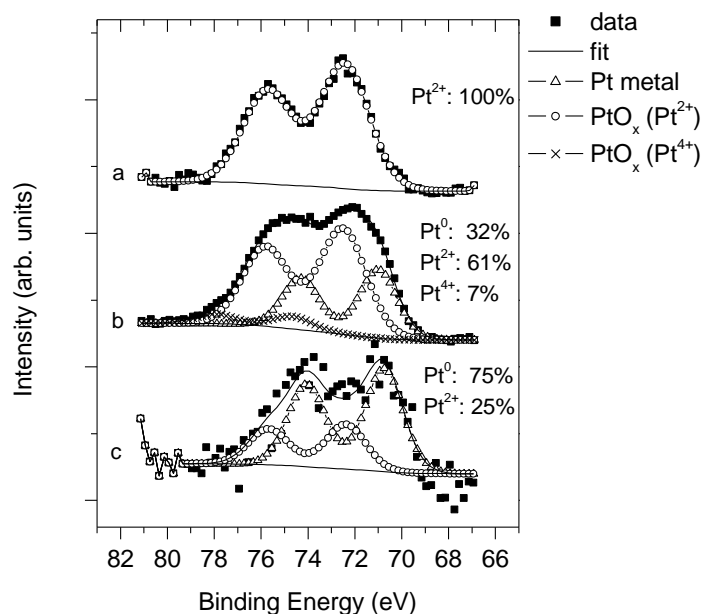 data
fit
Pt metal
PtOₓ (Pt²⁺)
PtOₓ (Pt⁴⁺)
Pt²⁺: 100%
a
Pt⁰: 32%
Pt²⁺: 61%
Pt⁴⁺: 7%
b
Pt⁰: 75%
Pt²⁺: 25%
c
Intensity (arb. units)
82 80 78 76 74 72 70 68 66
Binding Energy (eV)